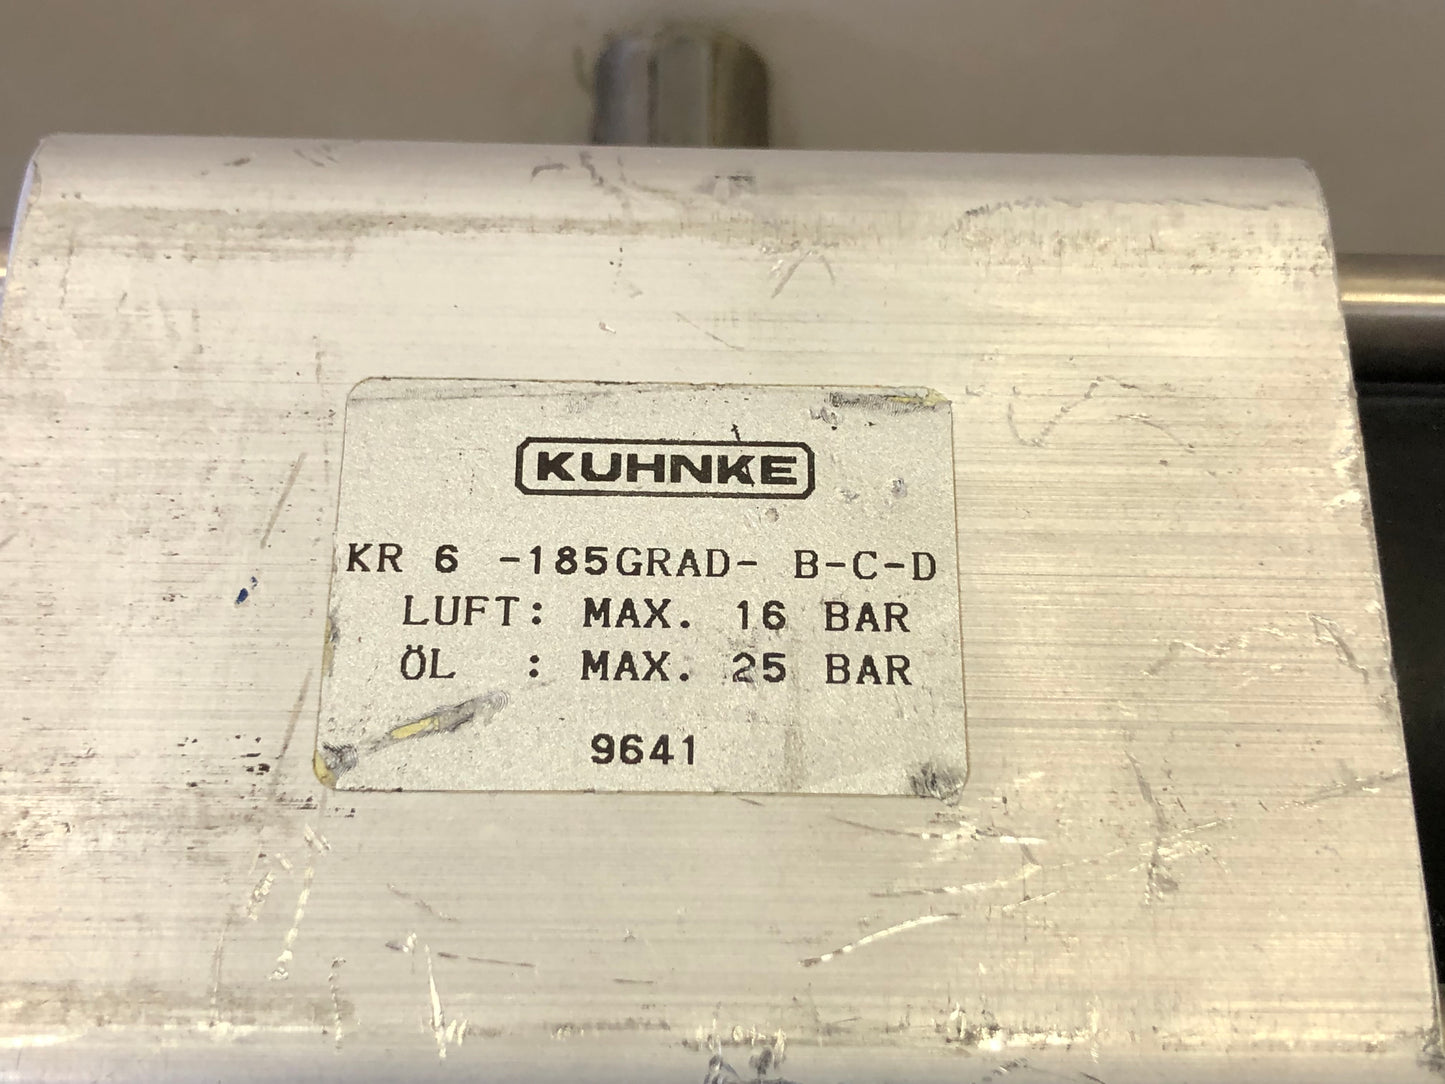 KUHNKE
KR 6 -185GRAD- B-C-D
LUFT: MAX. 16 BAR
ÖL : MAX. 25 BAR
9641